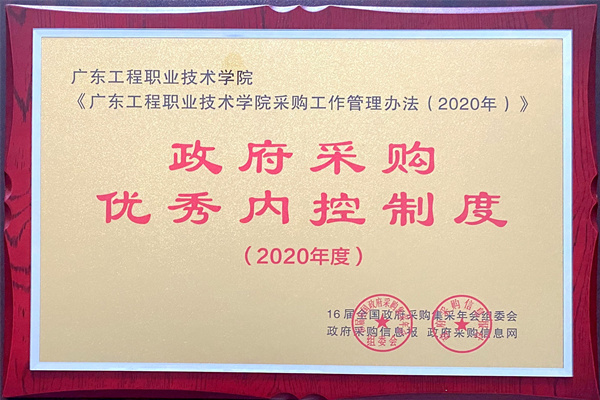 广东工程职业技术学院
《广东工程职业技术学院采购工作管理办法（2020年）》
政府采购
优秀内控制度
（2020年度）
16届全国政府采购集采年会组委会
政府采购信息报 政府采购信息网
组委会